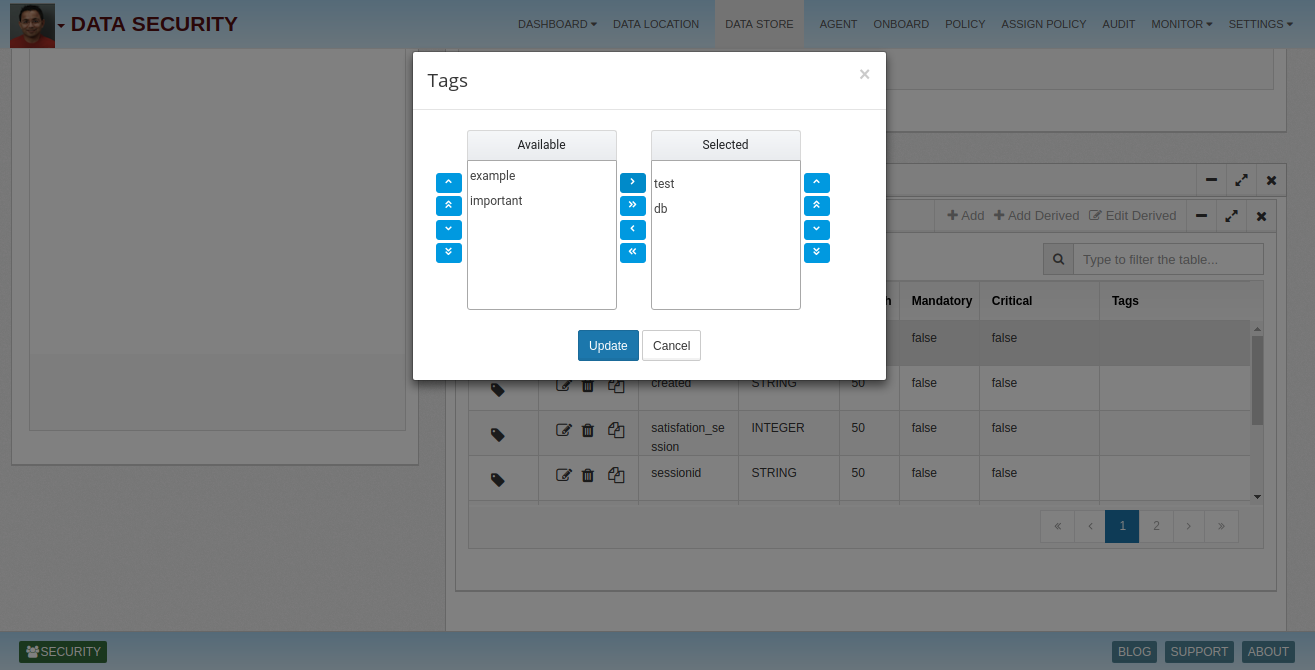 DATA SECURITY
DASHBOARD DATA LOCATION DATA STORE AGENT ONBOARD POLICY ASSIGN POLICY AUDIT MONITOR SETTINGS
Tags
Available Selected
example
important
test
db
Update Cancel
Add Add Derived Edit Derived
Type to filter the table...
h Mandatory Critical Tags
false false
created STRING 50 false false
satisfation_se INTEGER 50 false false
ssion
sessionid STRING 50 false false
« ‹ 1 2 › »
SECURITY
BLOG SUPPORT ABOUT